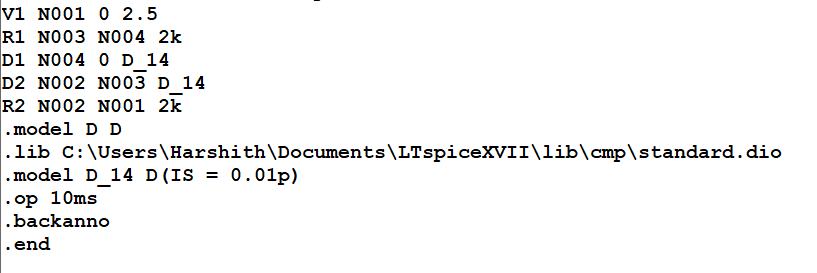 V1 N001 0 2.5
R1 N003 N004 2k
D1 N004 0 D_14
D2 N002 N003 D_14
R2 N002 N001 2k
.model D D
.lib C:\Users\Harshith\Documents\LTspiceXVII\lib\cmp\standard.dio
.model D_14 D(IS = 0.01p)
.op 10ms
.backanno
.end